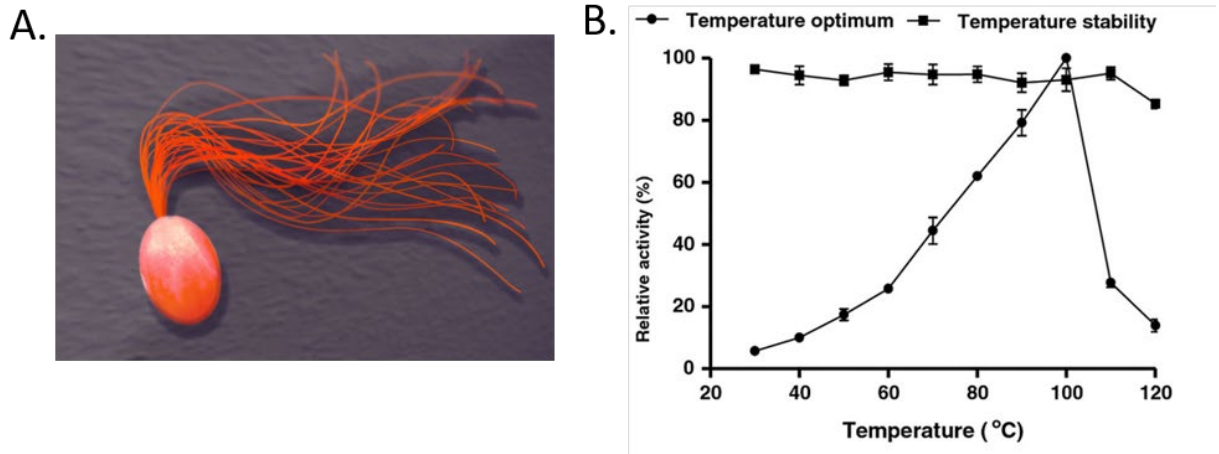 A.
B.
Temperature optimum Temperature stability
100
80
60
40
20
0
Relative activity (%)
20 40 60 80 100 120
Temperature ( °C)